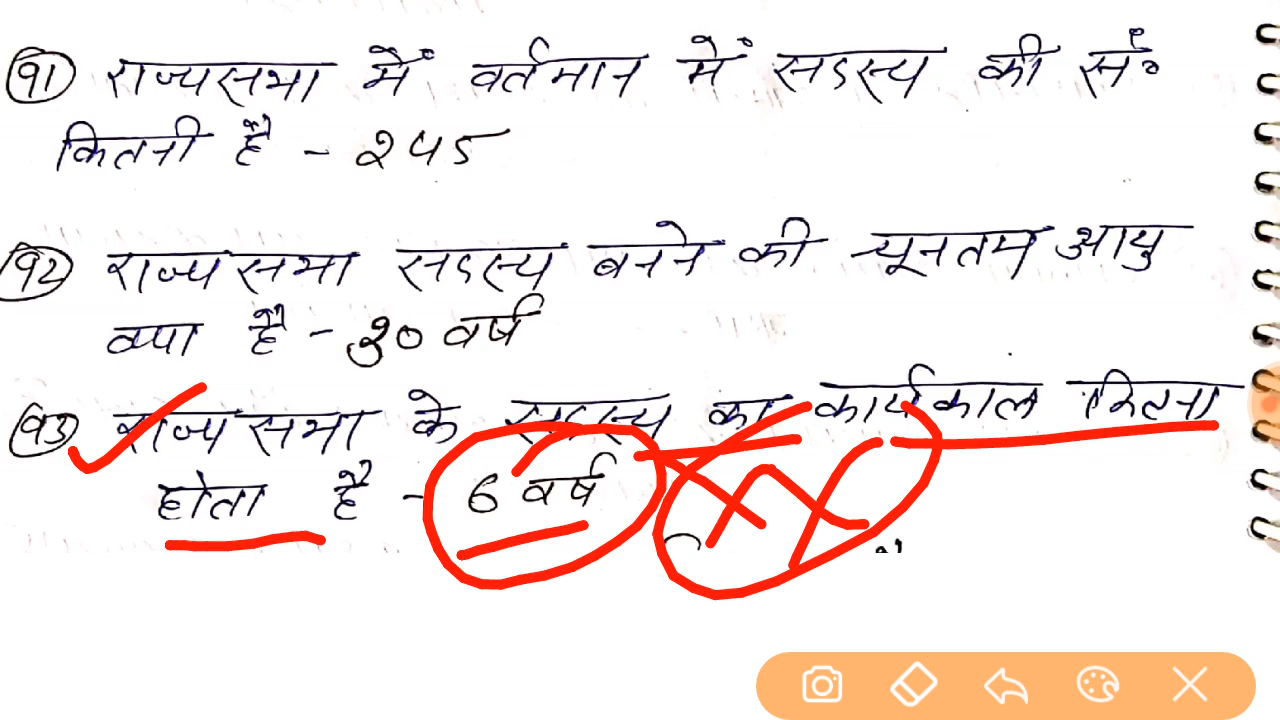 91) राज्यसभा में वर्तमान में सदस्य की सं०
कितनी है - 245
92) राज्यसभा सदस्य बनने की न्यूनतम आयु
क्या है - 30 वर्ष
93) राज्यसभा के सदस्य का कार्यकाल कितना
होता है - 6 वर्ष